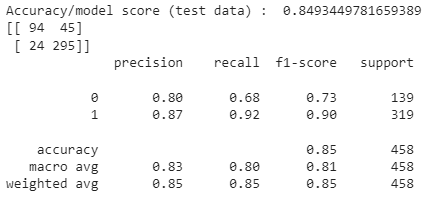 Accuracy/model score (test data) :  0.8493449781659389
[[ 94  45]
 [ 24 295]]
              precision    recall  f1-score   support

           0       0.80      0.68      0.73       139
           1       0.87      0.92      0.90       319

    accuracy                           0.85       458
   macro avg       0.83      0.80      0.81       458
weighted avg       0.85      0.85      0.85       458